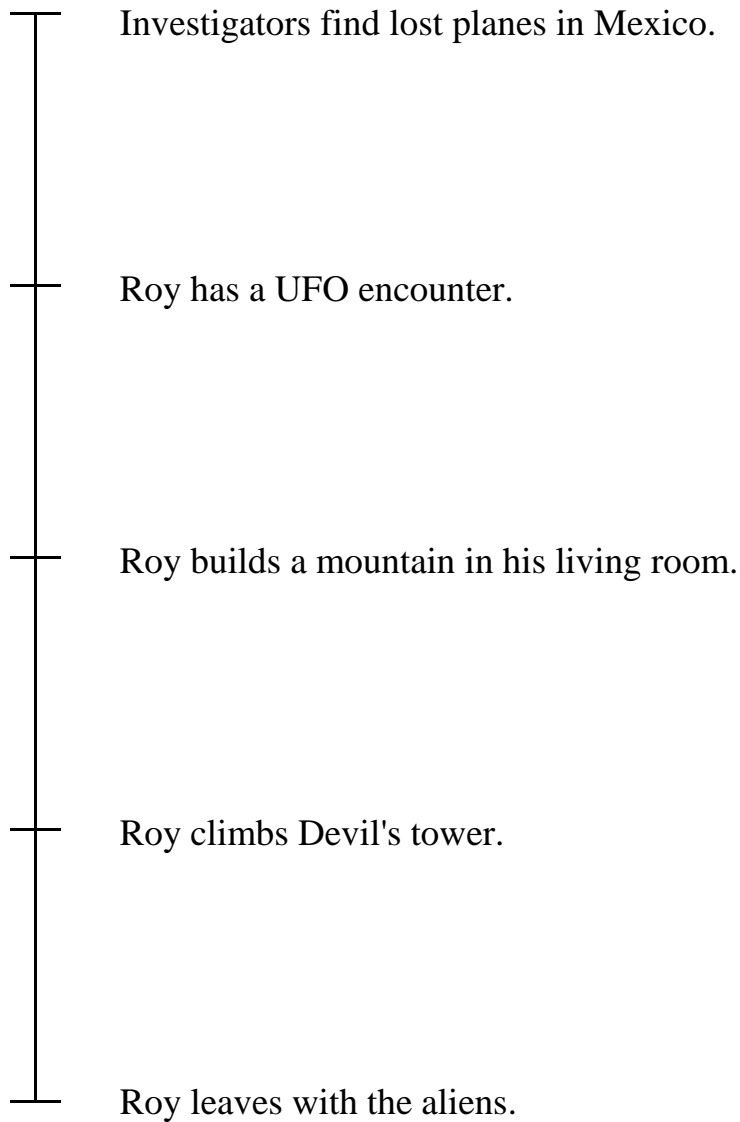 Investigators find lost planes in Mexico.
Roy has a UFO encounter.
Roy builds a mountain in his living room.
Roy climbs Devil's tower.
Roy leaves with the aliens.